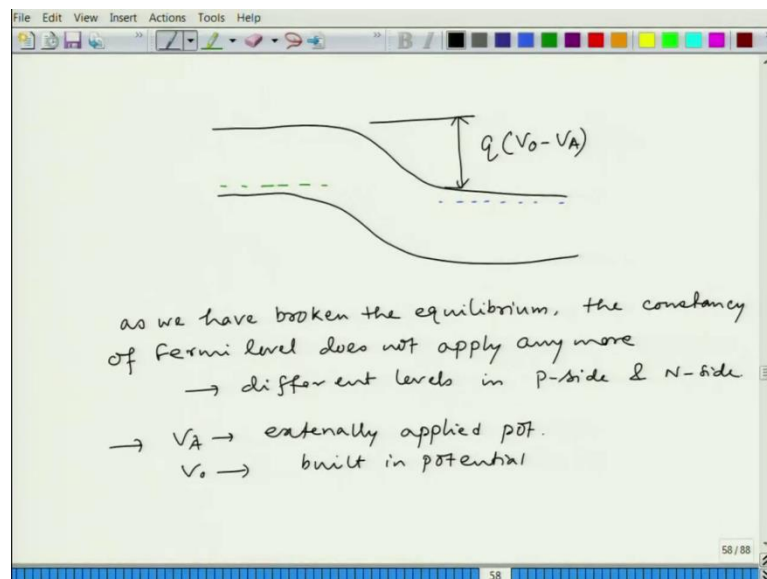 File Edit View Insert Actions Tools Help
B I
q(V₀-VA)
as we have broken the equilibrium, the constancy
of Fermi level does not apply any more
→ different levels in P-side & N-side
→ VA → extenally applied pot.
V₀ → built in potential
58 / 88
58